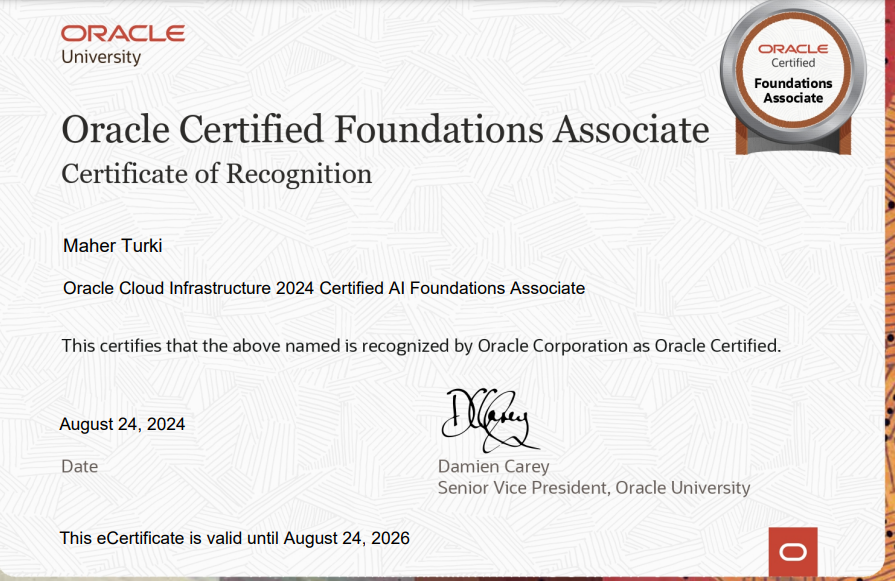 ORACLE
University
ORACLE
Certified
Foundations
Associate
Oracle Certified Foundations Associate
Certificate of Recognition
Maher Turki
Oracle Cloud Infrastructure 2024 Certified AI Foundations Associate
This certifies that the above named is recognized by Oracle Corporation as Oracle Certified.
August 24, 2024
Date
DCarey
Damien Carey
Senior Vice President, Oracle University
This eCertificate is valid until August 24, 2026